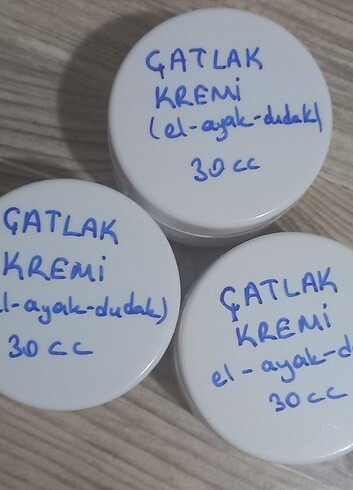 ÇATLAK
KREMİ
(el-ayak-dudak)
30 cc
ÇATLAK
KREMİ
el-ayak-dudak)
30 cc
ÇATLAK
KREMİ
el-ayak-d
30 cc